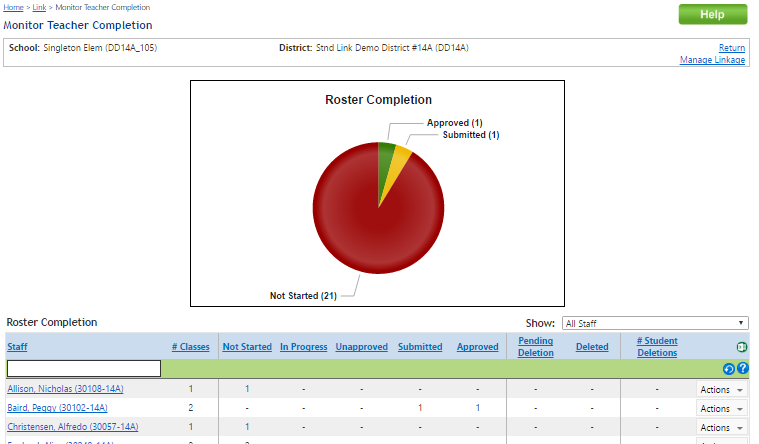 Home > Link > Monitor Teacher Completion
Help
Monitor Teacher Completion
School: Singleton Elem (DD14A_105) District: Stnd Link Demo District #14A (DD14A) Return
Manage Linkage
Roster Completion
Approved (1)
Submitted (1)
Not Started (21)
Roster Completion Show: All Staff
Staff # Classes Not Started In Progress Unapproved Submitted Approved Pending Deletion Deleted # Student Deletions
Allison, Nicholas (30108-14A) 1 1 - - - - - - - Actions
Baird, Peggy (30102-14A) 2 - - - 1 1 - - - Actions
Christensen, Alfredo (30057-14A) 1 1 - - - - - - - Actions